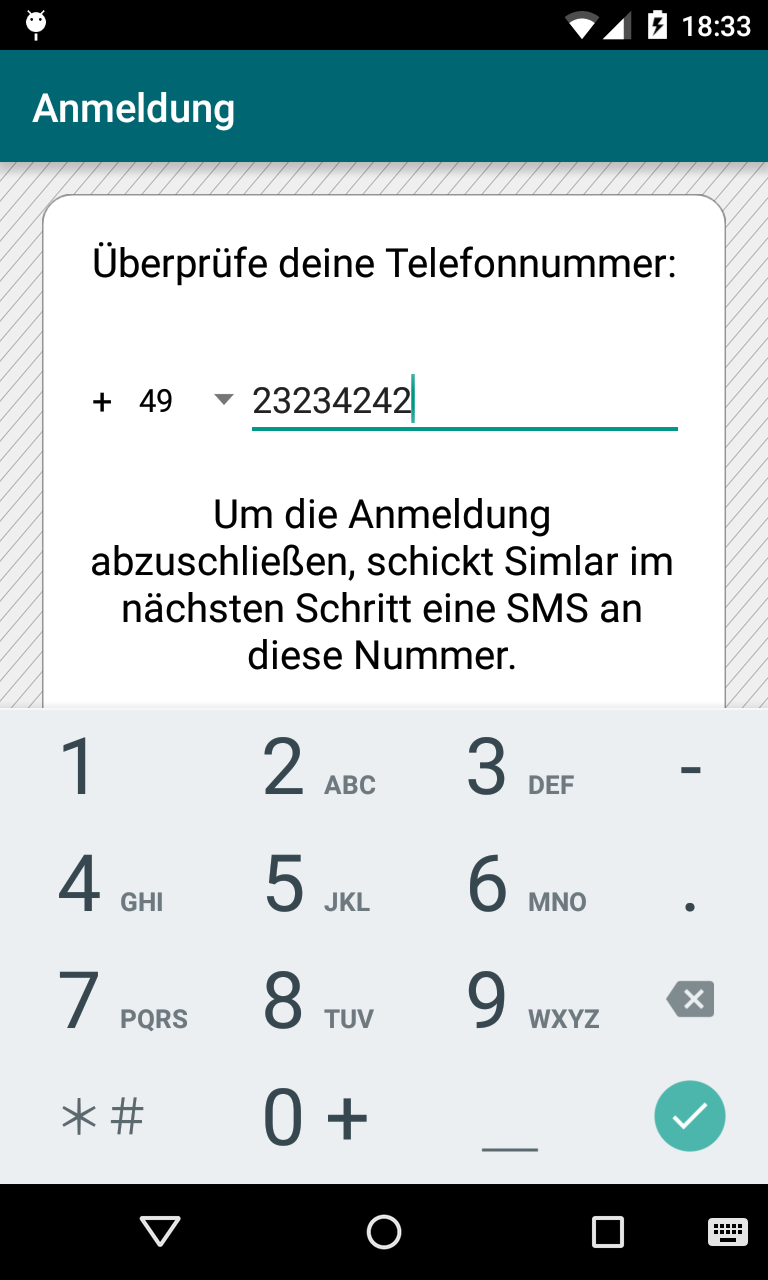 18:33
Anmeldung
Überprüfe deine Telefonnummer:
+ 49 23234242
Um die Anmeldung
abzuschließen, schickt Simlar im
nächsten Schritt eine SMS an
diese Nummer.
1 2 ABC 3 DEF -
4 GHI 5 JKL 6 MNO .
7 PQRS 8 TUV 9 WXYZ
*# 0 + _